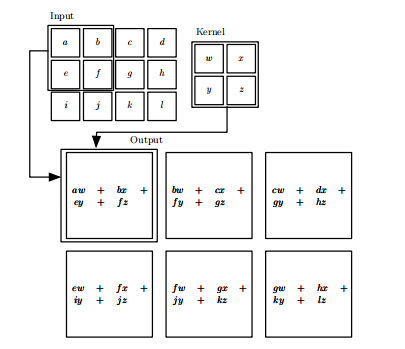 Input
Kernel
a b c d
w x
e f g h
y z
i j k l
Output
aw + bx +
ey + fz
bw + cx +
fy + gz
cw + dx +
gy + hz
ew + fx +
iy + jz
fw + gx +
jy + kz
gw + hx +
ky + lz